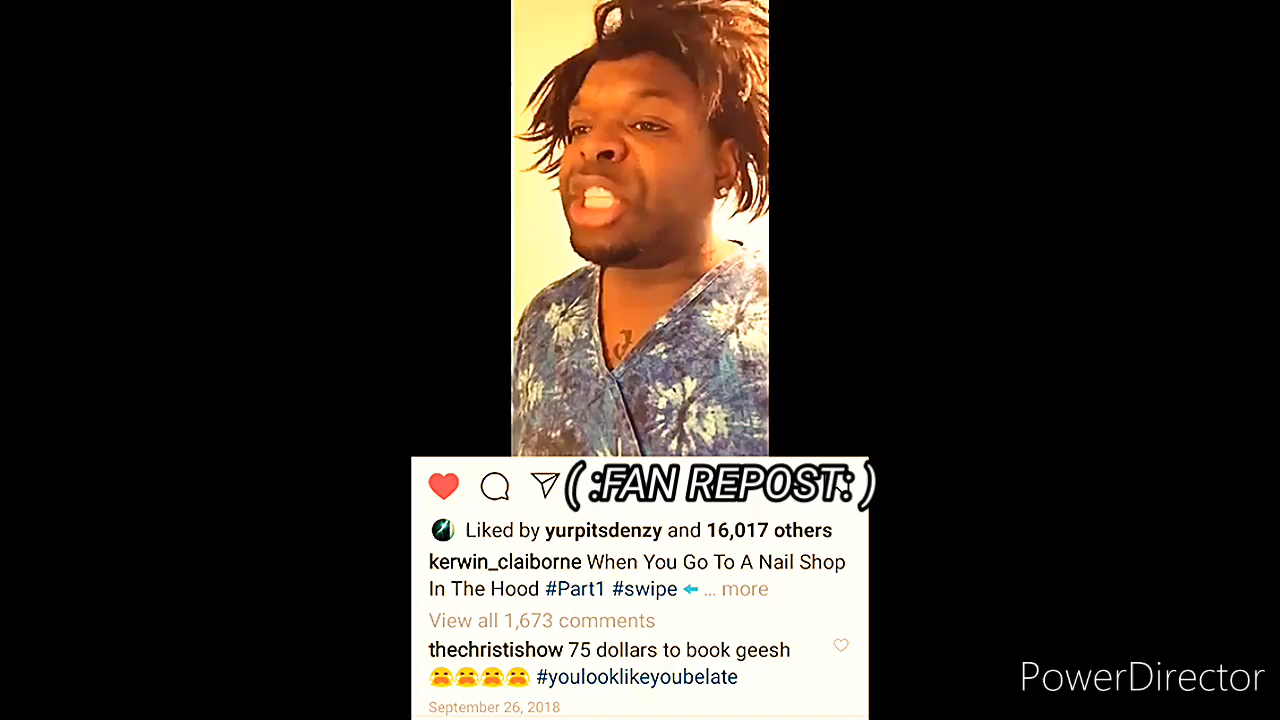 ( :FAN REPOST: )
Liked by yurpitsdenzy and 16,017 others
kerwin_claiborne When You Go To A Nail Shop
In The Hood #Part1 #swipe ... more
View all 1,673 comments
thechristishow 75 dollars to book geesh
#youlooklikeyoubelate
September 26, 2018
PowerDirector